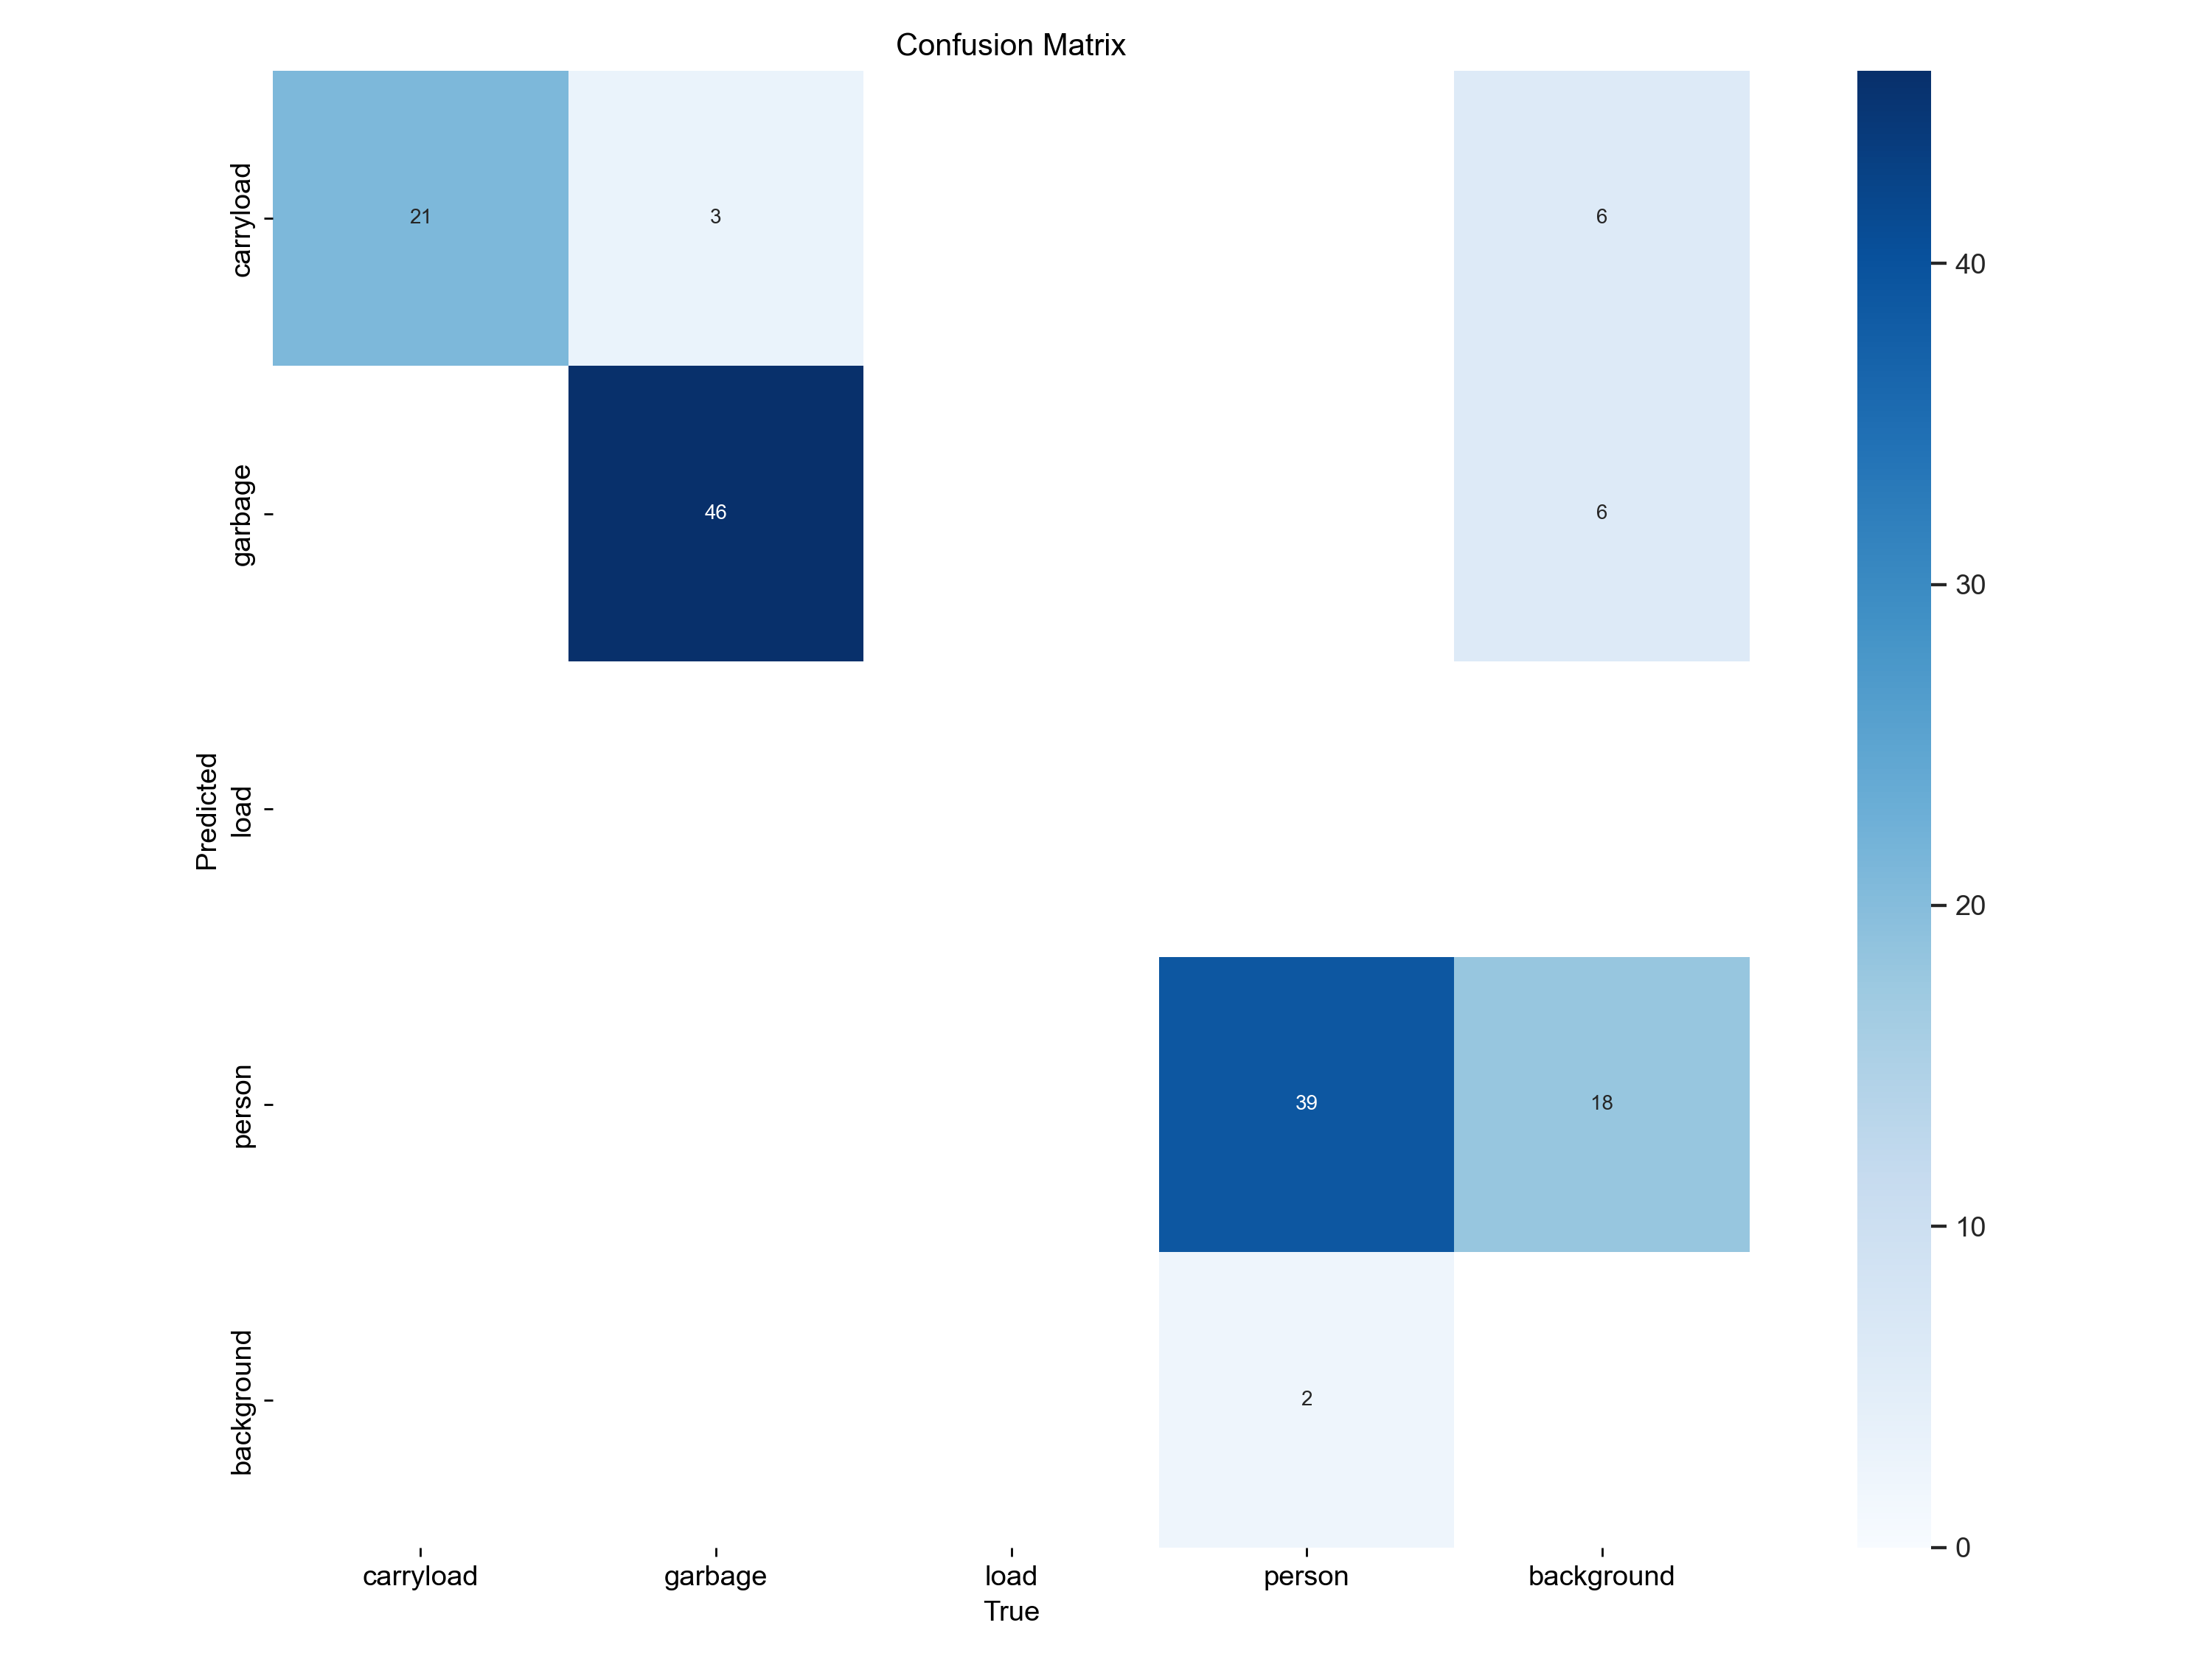 Confusion Matrix
carryload
21
3
6
garbage
46
6
load
Predicted
person
39
18
background
2
carryload garbage load person background
True
40
30
20
10
0